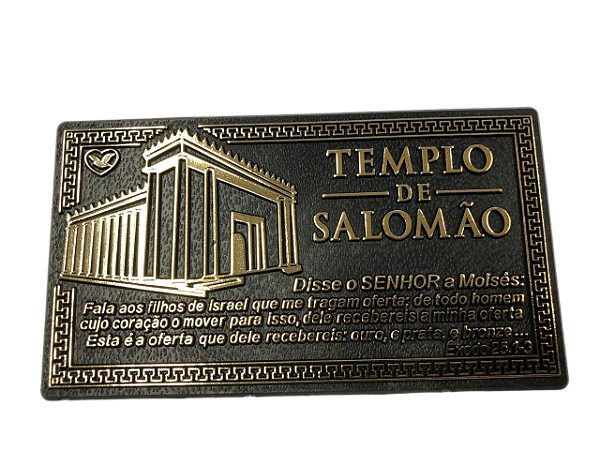 TEMPLO
DE
SALOMÃO
Disse o SENHOR a Moisés:
Fala aos filhos de Israel que me tragam oferta; de todo homem
cujo coração o mover para isso, dele recebereis a minha oferta
Esta é a oferta que dele recebereis: ouro, e prata, e bronze...
Êxodo 25.1-3